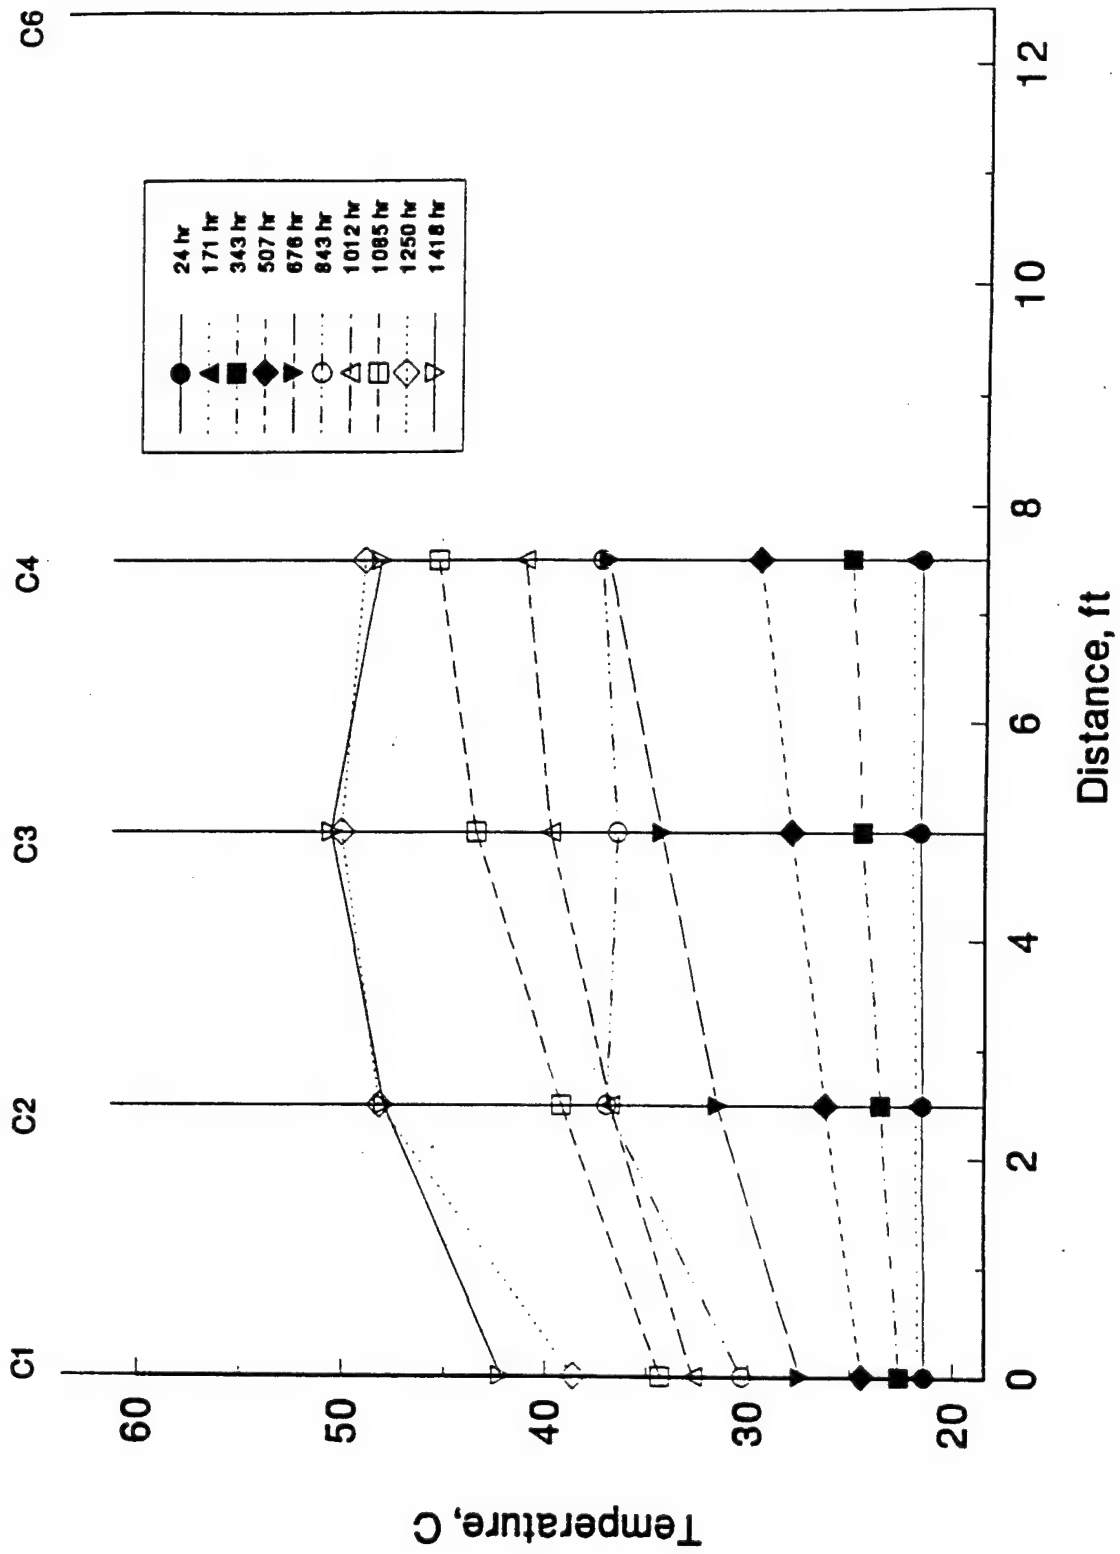 C1
C2
C3
C4
C6
24 hr
171 hr
343 hr
507 hr
676 hr
843 hr
1012 hr
1085 hr
1250 hr
1418 hr
60
50
40
30
20
Temperature, C
0
2
4
6
8
10
12
Distance, ft